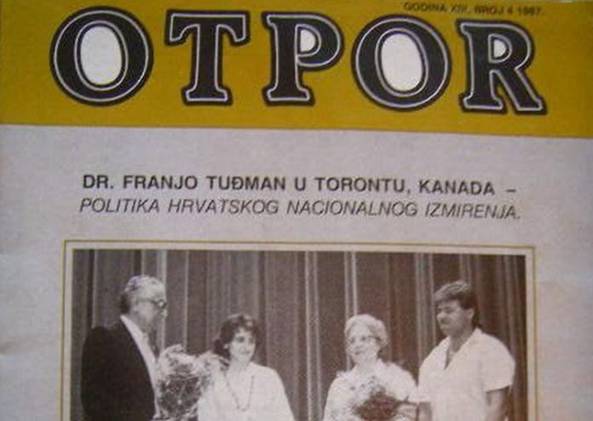 GODINA XIV, BROJ 4 1987.
OTPOR
DR. FRANJO TUĐMAN U TORONTU, KANADA –
POLITIKA HRVATSKOG NACIONALNOG IZMIRENJA.